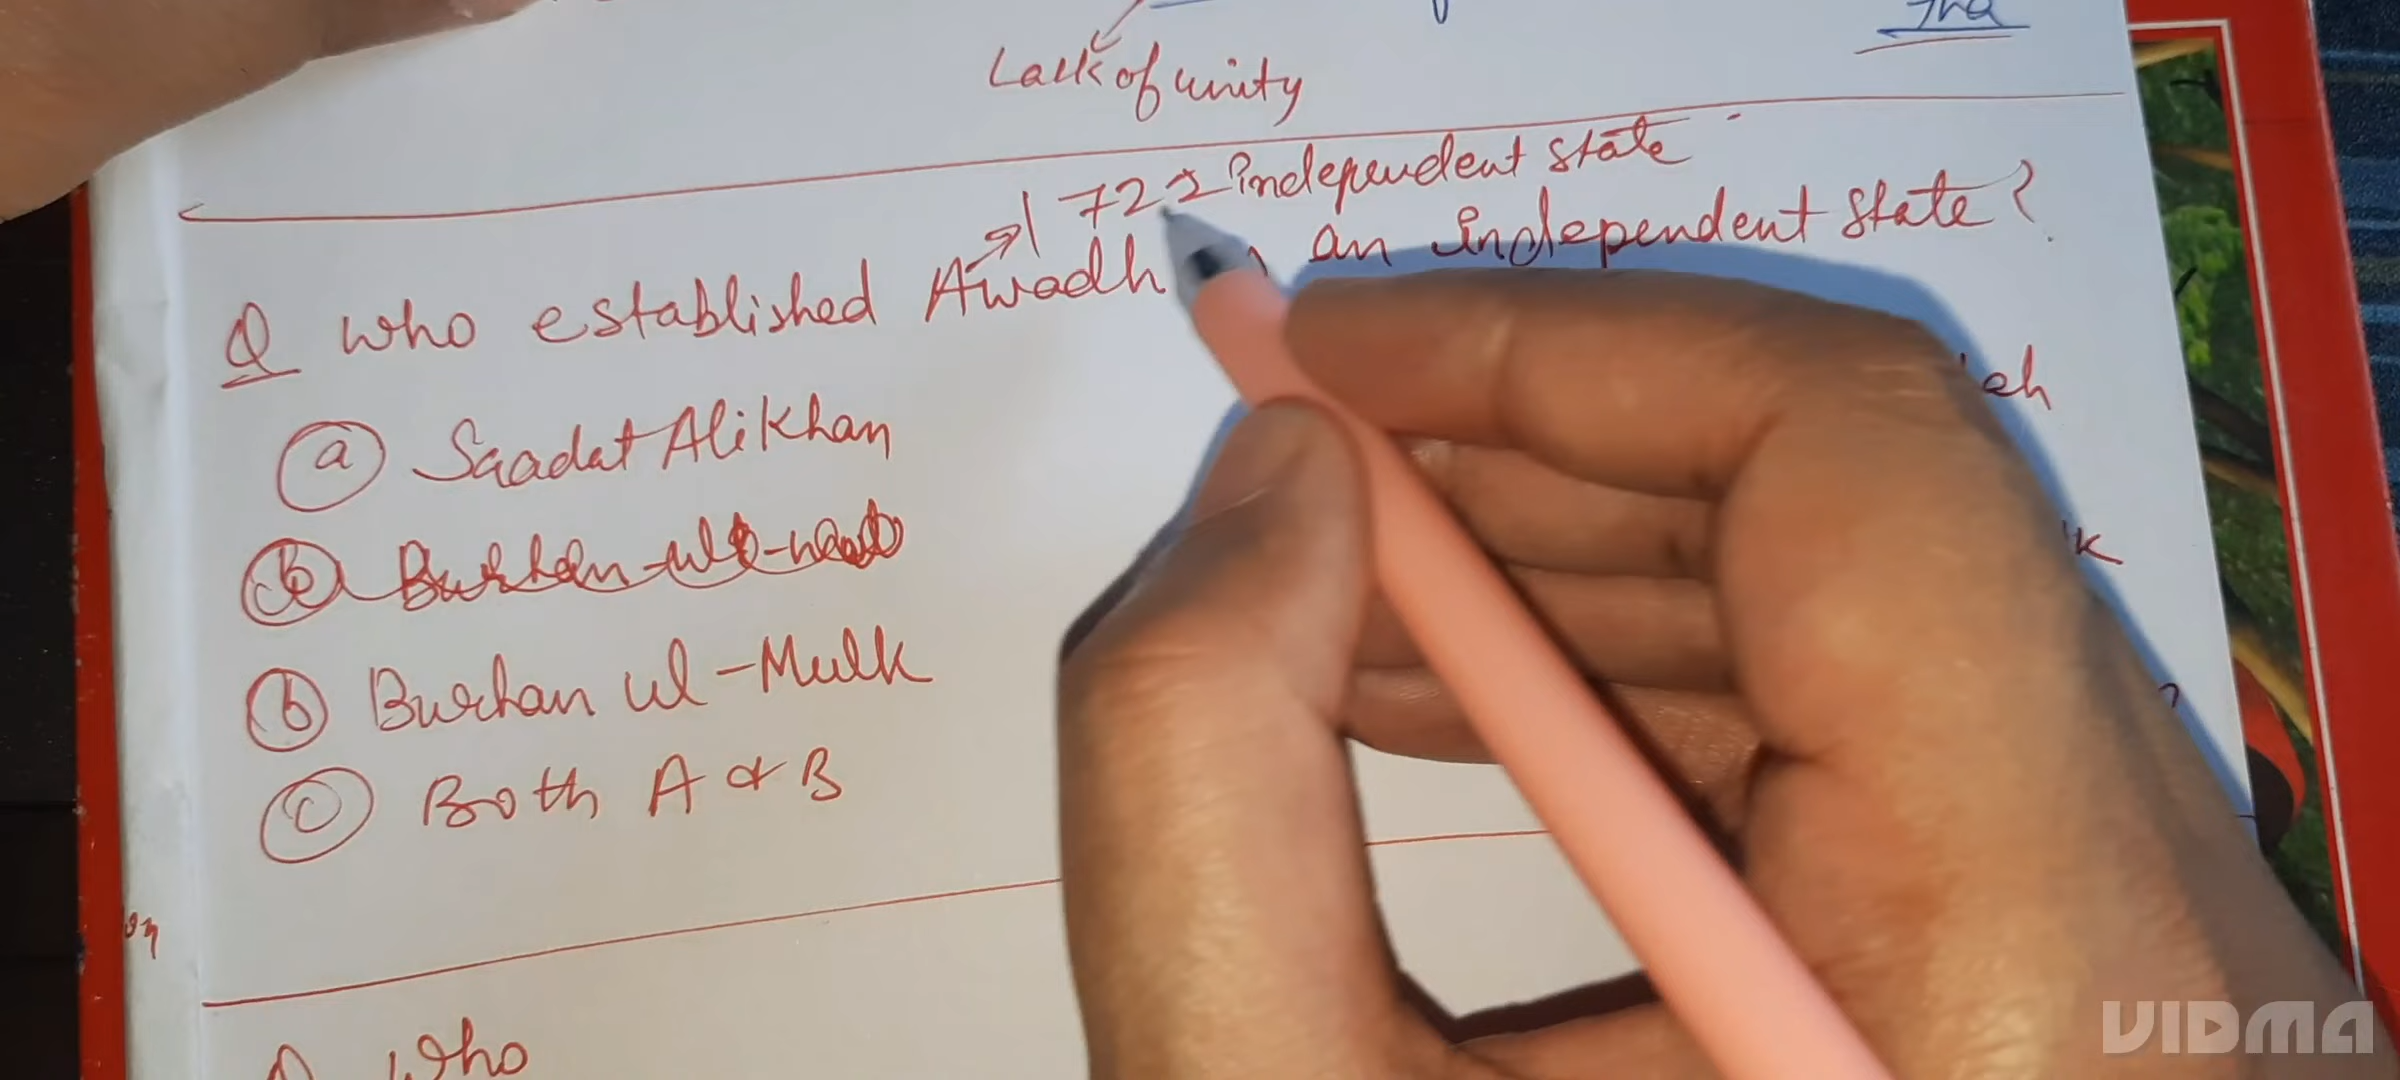 Lack of unity
1722 independent state
Q who established Awadh an independent state?
(a) Saadat Ali Khan
(b) Burhan ul-Mulk
(c) Both A & B
Who
VIDMA